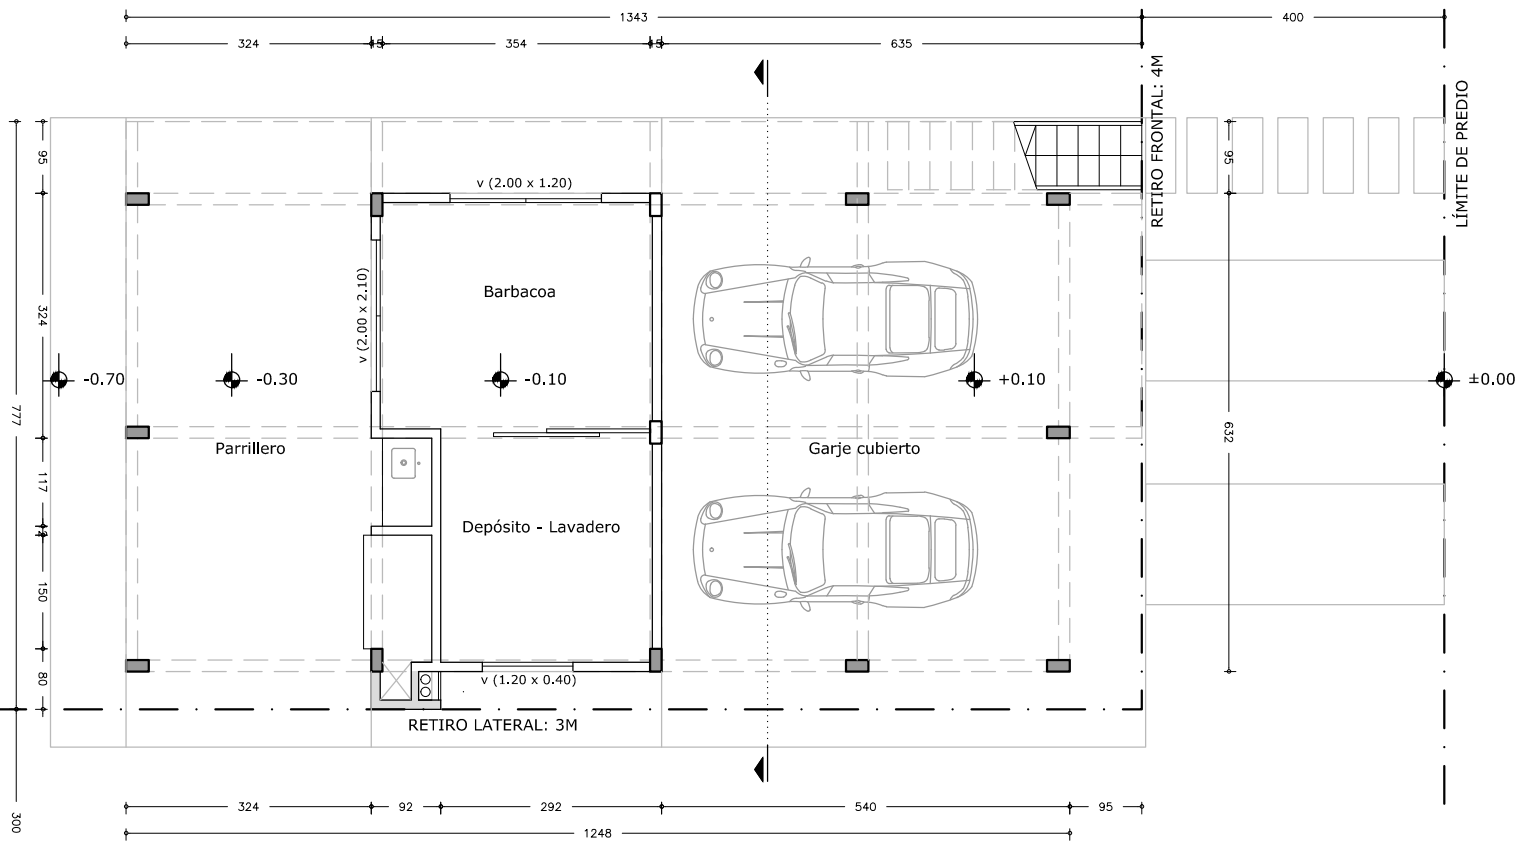 1343
400
324
15
354
15
635
RETIRO FRONTAL: 4M
LÍMITE DE PREDIO
95
95
v (2.00 x 1.20)
v (2.00 x 2.10)
324
Barbacoa
-0.70
-0.30
-0.10
+0.10
±0.00
777
632
Parrillero
Garje cubierto
117
Depósito - Lavadero
150
80
v (1.20 x 0.40)
RETIRO LATERAL: 3M
300
324
92
292
540
95
1248